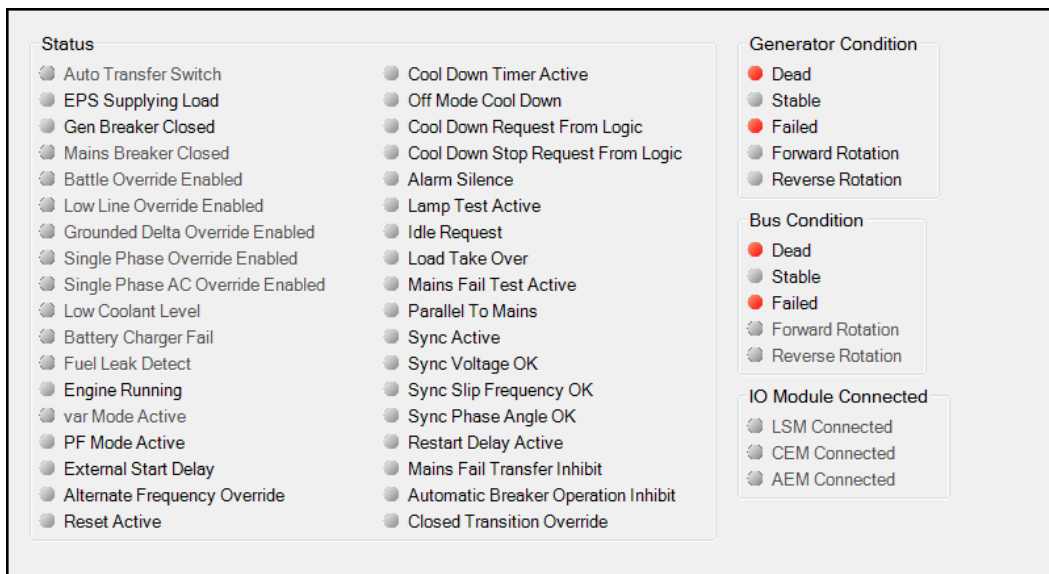 Status
Auto Transfer Switch
EPS Supplying Load
Gen Breaker Closed
Mains Breaker Closed
Battle Override Enabled
Low Line Override Enabled
Grounded Delta Override Enabled
Single Phase Override Enabled
Single Phase AC Override Enabled
Low Coolant Level
Battery Charger Fail
Fuel Leak Detect
Engine Running
var Mode Active
PF Mode Active
External Start Delay
Alternate Frequency Override
Reset Active
Cool Down Timer Active
Off Mode Cool Down
Cool Down Request From Logic
Cool Down Stop Request From Logic
Alarm Silence
Lamp Test Active
Idle Request
Load Take Over
Mains Fail Test Active
Parallel To Mains
Sync Active
Sync Voltage OK
Sync Slip Frequency OK
Sync Phase Angle OK
Restart Delay Active
Mains Fail Transfer Inhibit
Automatic Breaker Operation Inhibit
Closed Transition Override
Generator Condition
Dead
Stable
Failed
Forward Rotation
Reverse Rotation
Bus Condition
Dead
Stable
Failed
Forward Rotation
Reverse Rotation
IO Module Connected
LSM Connected
CEM Connected
AEM Connected